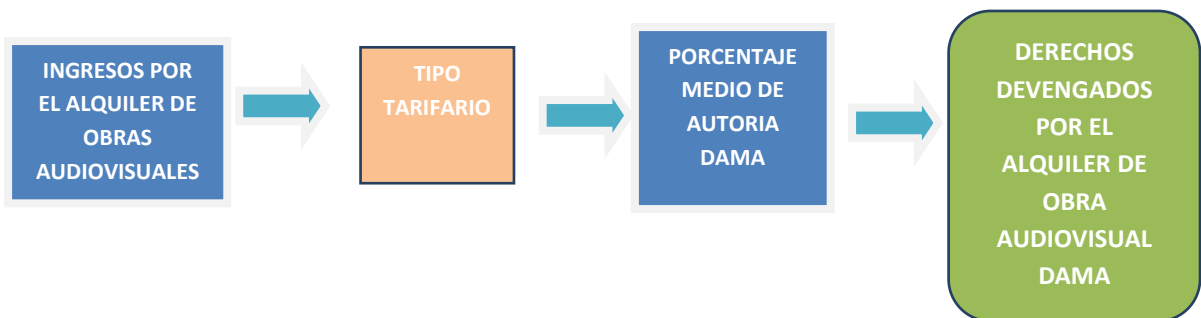 INGRESOS POR
EL ALQUILER DE
OBRAS
AUDIOVISUALES
TIPO
TARIFARIO
PORCENTAJE
MEDIO DE
AUTORIA
DAMA
DERECHOS
DEVENGADOS
POR EL
ALQUILER DE
OBRA
AUDIOVISUAL
DAMA